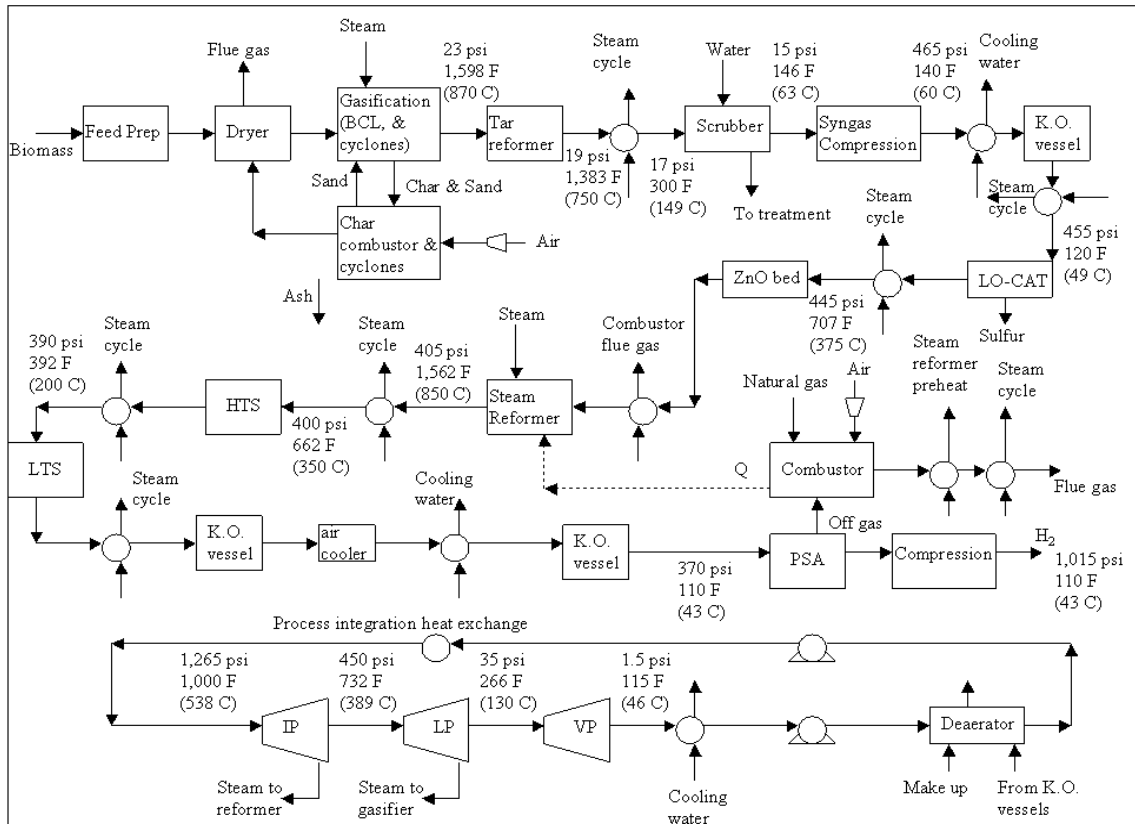 Steam
Flue gas
23 psi
1,598 F
(870 C)
Steam
cycle
Water
15 psi
146 F
(63 C)
465 psi
140 F
(60 C)
Cooling
water
Biomass
Feed Prep
Dryer
Gasification
(BCL, &
cyclones)
Tar
reformer
19 psi
1,383 F
(750 C)
17 psi
300 F
(149 C)
Scrubber
To treatment
Syngas
Compression
K.O.
vessel
Sand
Char & Sand
Char
combustor &
cyclones
Air
Ash
Steam
cycle
455 psi
120 F
(49 C)
LO-CAT
Sulfur
Steam
cycle
445 psi
707 F
(375 C)
ZnO bed
Combustor
flue gas
Steam
Steam
Reformer
405 psi
1,562 F
(850 C)
Steam
cycle
400 psi
662 F
(350 C)
HTS
Steam
cycle
390 psi
392 F
(200 C)
LTS
Steam
cycle
K.O.
vessel
air
cooler
Cooling
water
K.O.
vessel
370 psi
110 F
(43 C)
Natural gas
Air
Steam
reformer
preheat
Steam
cycle
Q
Combustor
Flue gas
Off gas
PSA
Compression
H2
1,015 psi
110 F
(43 C)
Process integration heat exchange
1,265 psi
1,000 F
(538 C)
450 psi
732 F
(389 C)
35 psi
266 F
(130 C)
1.5 psi
115 F
(46 C)
IP
LP
VP
Deaerator
Steam to
reformer
Steam to
gasifier
Cooling
water
Make up
From K.O.
vessels